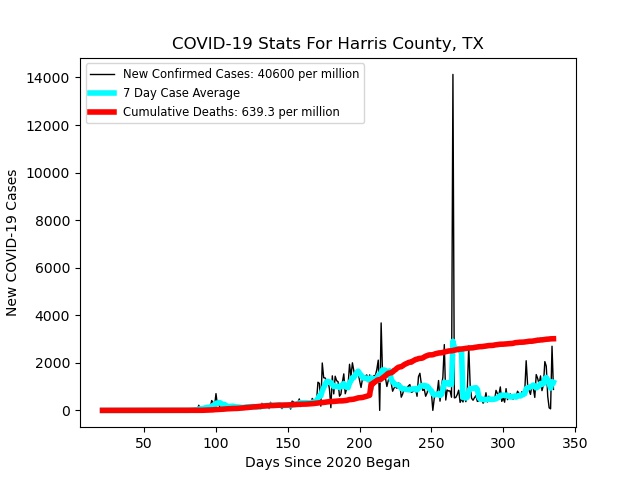 COVID-19 Stats For Harris County, TX
New Confirmed Cases: 40600 per million
7 Day Case Average
Cumulative Deaths: 639.3 per million
New COVID-19 Cases
14000
12000
10000
8000
6000
4000
2000
0
50
100
150
200
250
300
350
Days Since 2020 Began